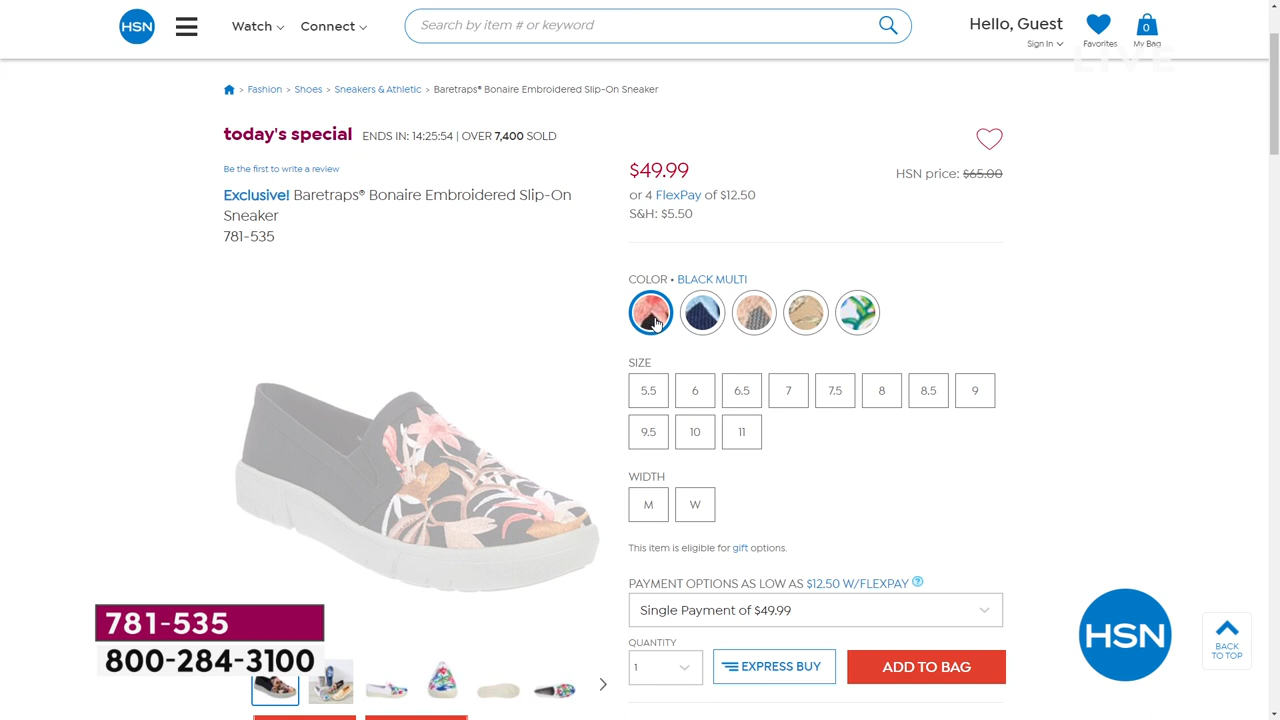 HSN
Watch
Connect
Search by item # or keyword
Hello, Guest
Sign In
Favorites
0
My Bag
LIVE
> Fashion > Shoes > Sneakers & Athletic > Baretraps® Bonaire Embroidered Slip-On Sneaker
today's special ENDS IN: 14:25:54 | OVER 7,400 SOLD
Be the first to write a review
Exclusive! Baretraps® Bonaire Embroidered Slip-On
Sneaker
781-535
$49.99
HSN price: $65.00
or 4 FlexPay of $12.50
S&H: $5.50
COLOR • BLACK MULTI
SIZE
5.5 6 6.5 7 7.5 8 8.5 9
9.5 10 11
WIDTH
M W
This item is eligible for gift options.
PAYMENT OPTIONS AS LOW AS $12.50 W/FLEXPAY ?
Single Payment of $49.99
QUANTITY
1
EXPRESS BUY
ADD TO BAG
781-535
800-284-3100
HSN
BACK
TO TOP